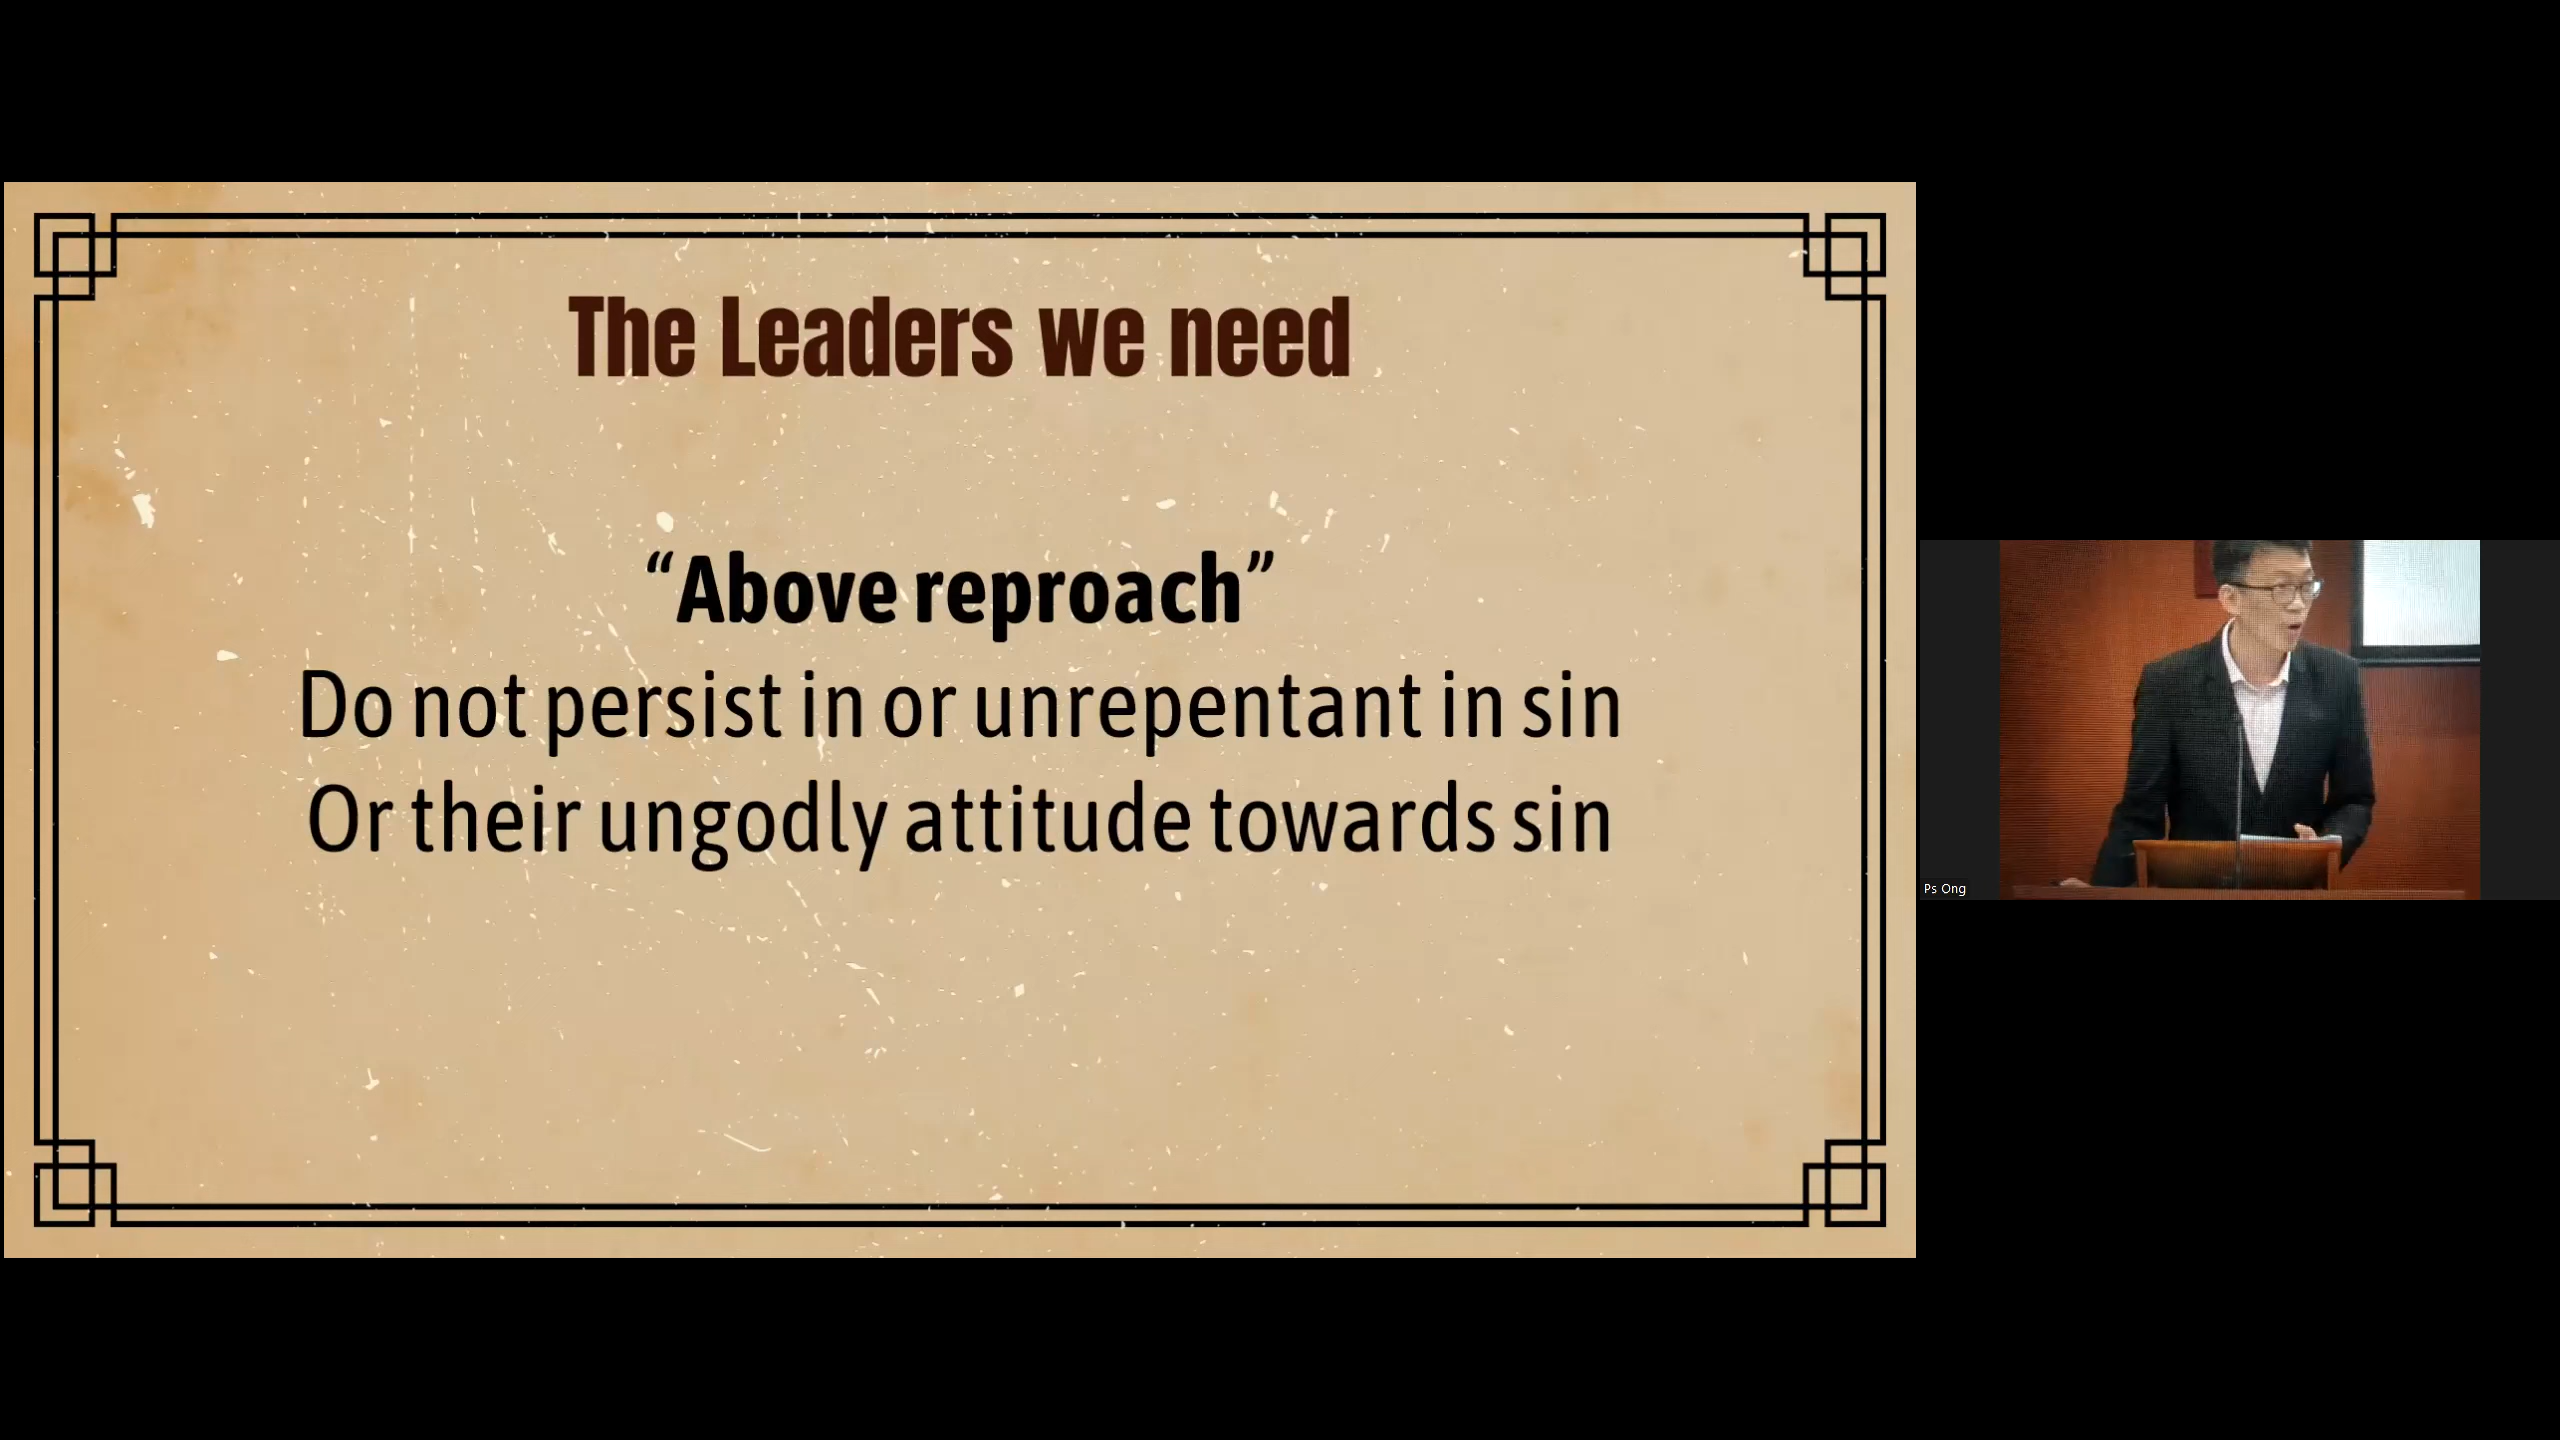 The Leaders we need
“Above reproach”
Do not persist in or unrepentant in sin
Or their ungodly attitude towards sin
Ps Ong